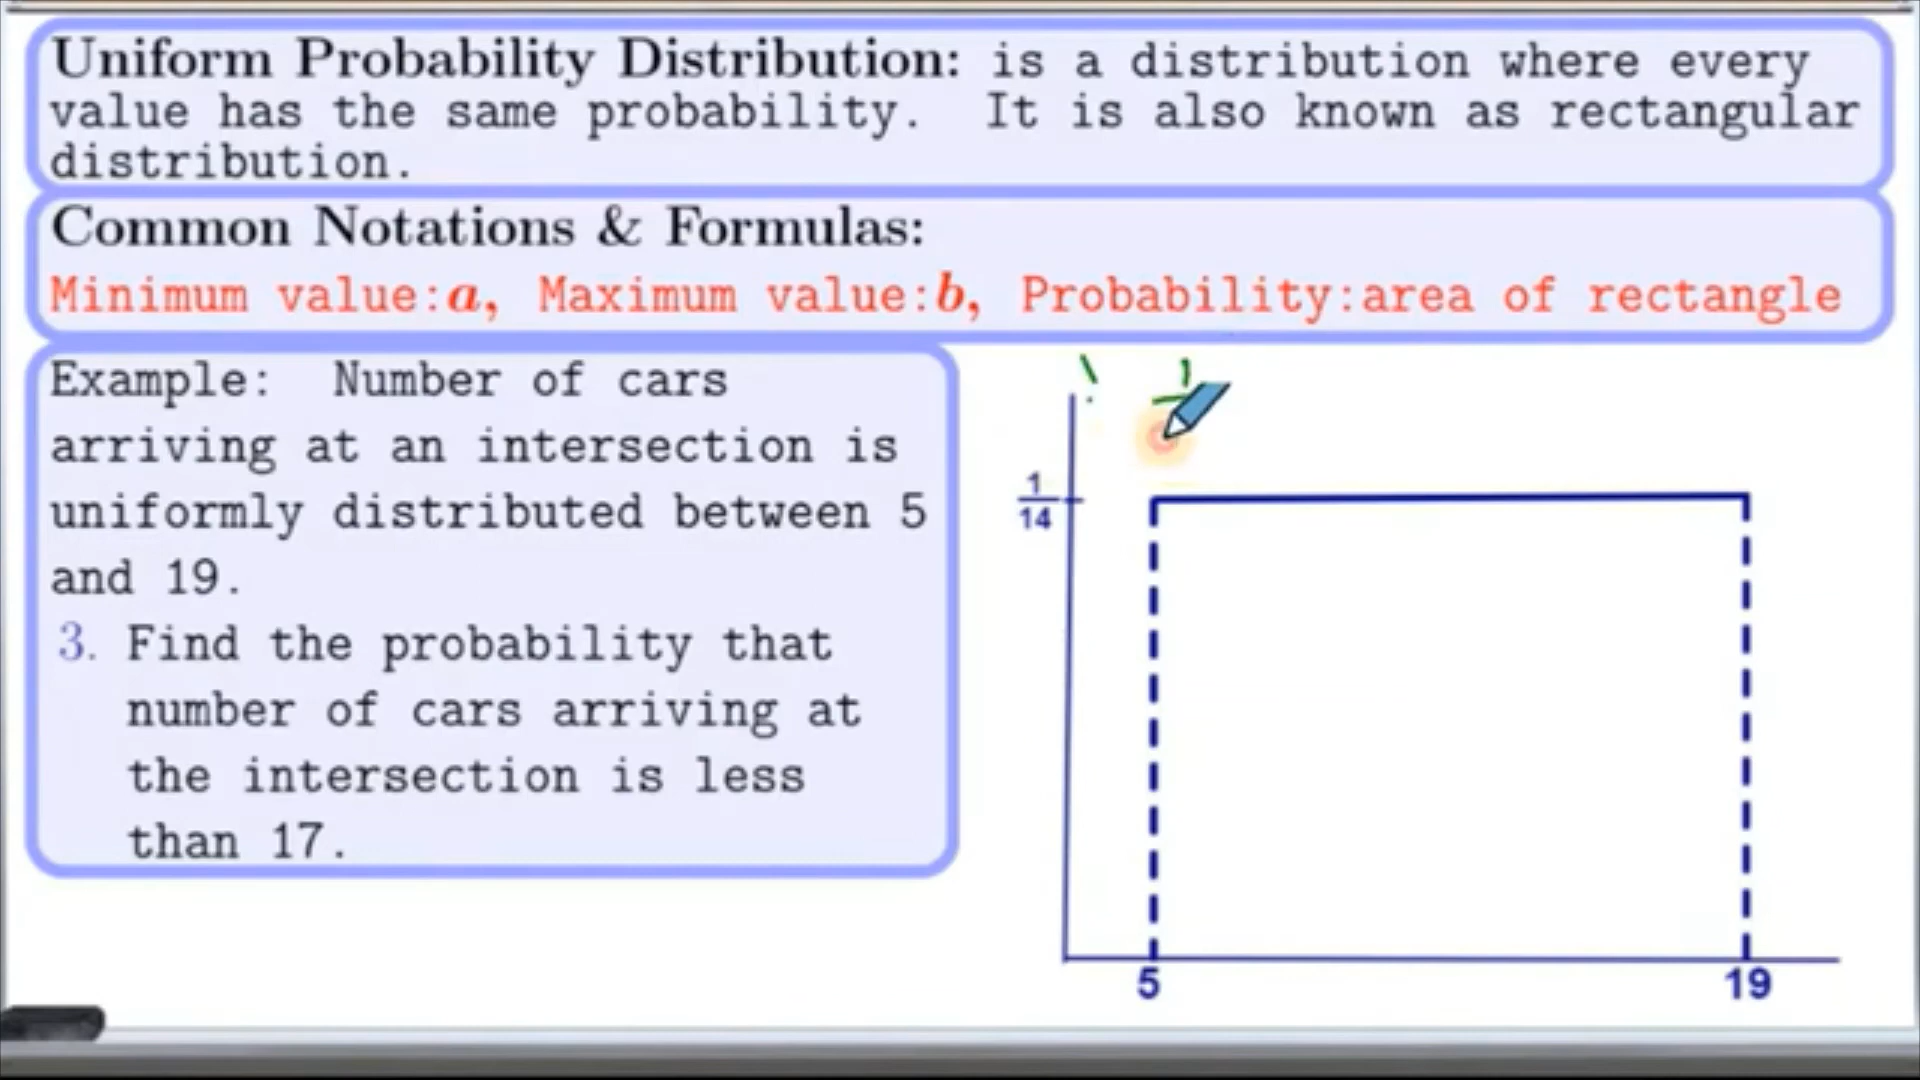 Uniform Probability Distribution: is a distribution where every
value has the same probability. It is also known as rectangular
distribution.
Common Notations & Formulas:
Minimum value:a, Maximum value:b, Probability:area of rectangle
Example: Number of cars
arriving at an intersection is
uniformly distributed between 5
and 19.
3. Find the probability that
number of cars arriving at
the intersection is less
than 17.
1
14
5
19